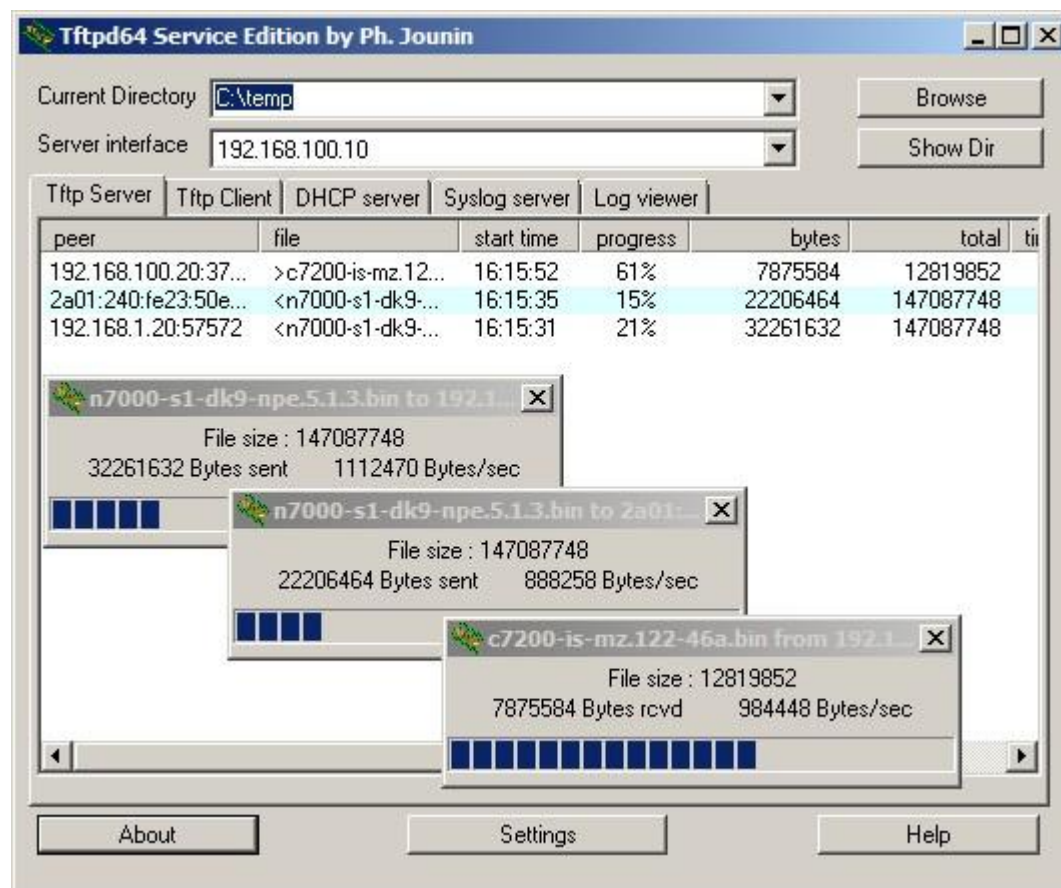 Tftpd64 Service Edition by Ph. Jounin
Current Directory C:\temp Browse
Server interface 192.168.100.10 Show Dir
Tftp Server Tftp Client DHCP server Syslog server Log viewer
peer file start time progress bytes total
192.168.100.20:37... >c7200-is-mz.12... 16:15:52 61% 7875584 12819852
2a01:240:fe23:50e... <n7000-s1-dk9-... 16:15:35 15% 22206464 147087748
192.168.1.20:57572 <n7000-s1-dk9-... 16:15:31 21% 32261632 147087748
n7000-s1-dk9-npe.5.1.3.bin to 192.1...
File size : 147087748
32261632 Bytes sent 1112470 Bytes/sec
n7000-s1-dk9-npe.5.1.3.bin to 2a01:...
File size : 147087748
22206464 Bytes sent 888258 Bytes/sec
c7200-is-mz.122-46a.bin from 192.1...
File size : 12819852
7875584 Bytes rcvd 984448 Bytes/sec
About Settings Help